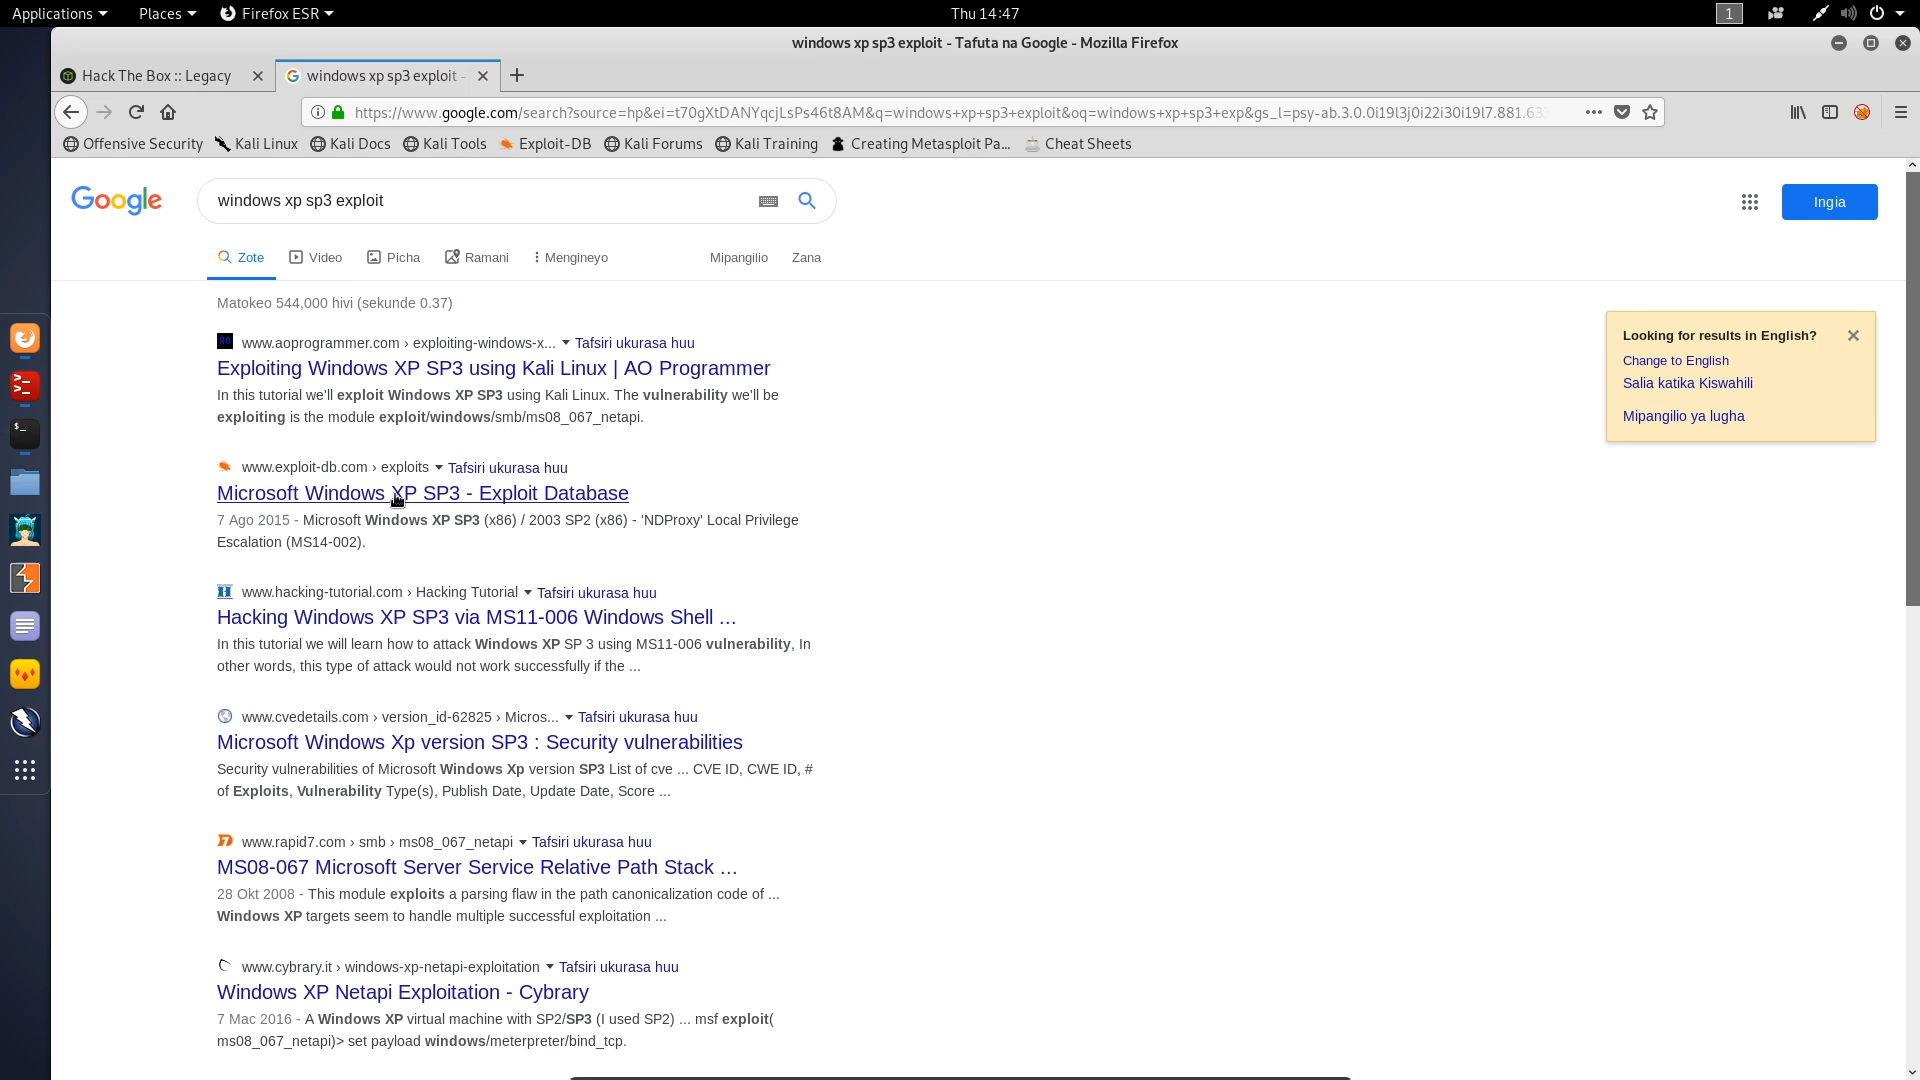 Applications Places Firefox ESR Thu 14:47 1
windows xp sp3 exploit - Tafuta na Google - Mozilla Firefox
Hack The Box :: Legacy windows xp sp3 exploit -
https://www.google.com/search?source=hp&ei=t70gXtDANYqcjLsPs46t8AM&q=windows+xp+sp3+exploit&oq=windows+xp+sp3+exp&gs_l=psy-ab.3.0.0i19l3j0i22i30i19l7.881.63
Offensive Security Kali Linux Kali Docs Kali Tools Exploit-DB Kali Forums Kali Training Creating Metasploit Pa... Cheat Sheets
Google windows xp sp3 exploit Ingia
Zote Video Picha Ramani Mengineyo Mipangilio Zana
Matokeo 544,000 hivi (sekunde 0.37)
www.aoprogrammer.com › exploiting-windows-x... Tafsiri ukurasa huu
Exploiting Windows XP SP3 using Kali Linux | AO Programmer
In this tutorial we'll exploit Windows XP SP3 using Kali Linux. The vulnerability we'll be
exploiting is the module exploit/windows/smb/ms08_067_netapi.
www.exploit-db.com › exploits Tafsiri ukurasa huu
Microsoft Windows XP SP3 - Exploit Database
7 Ago 2015 - Microsoft Windows XP SP3 (x86) / 2003 SP2 (x86) - 'NDProxy' Local Privilege
Escalation (MS14-002).
www.hacking-tutorial.com › Hacking Tutorial Tafsiri ukurasa huu
Hacking Windows XP SP3 via MS11-006 Windows Shell ...
In this tutorial we will learn how to attack Windows XP SP 3 using MS11-006 vulnerability, In
other words, this type of attack would not work successfully if the ...
www.cvedetails.com › version_id-62825 › Micros... Tafsiri ukurasa huu
Microsoft Windows Xp version SP3 : Security vulnerabilities
Security vulnerabilities of Microsoft Windows Xp version SP3 List of cve ... CVE ID, CWE ID, #
of Exploits, Vulnerability Type(s), Publish Date, Update Date, Score ...
www.rapid7.com › smb › ms08_067_netapi Tafsiri ukurasa huu
MS08-067 Microsoft Server Service Relative Path Stack ...
28 Okt 2008 - This module exploits a parsing flaw in the path canonicalization code of ...
Windows XP targets seem to handle multiple successful exploitation ...
www.cybrary.it › windows-xp-netapi-exploitation Tafsiri ukurasa huu
Windows XP Netapi Exploitation - Cybrary
7 Mac 2016 - A Windows XP virtual machine with SP2/SP3 (I used SP2) ... msf exploit(
ms08_067_netapi)> set payload windows/meterpreter/bind_tcp.
Looking for results in English?
Change to English
Salia katika Kiswahili
Mipangilio ya lugha